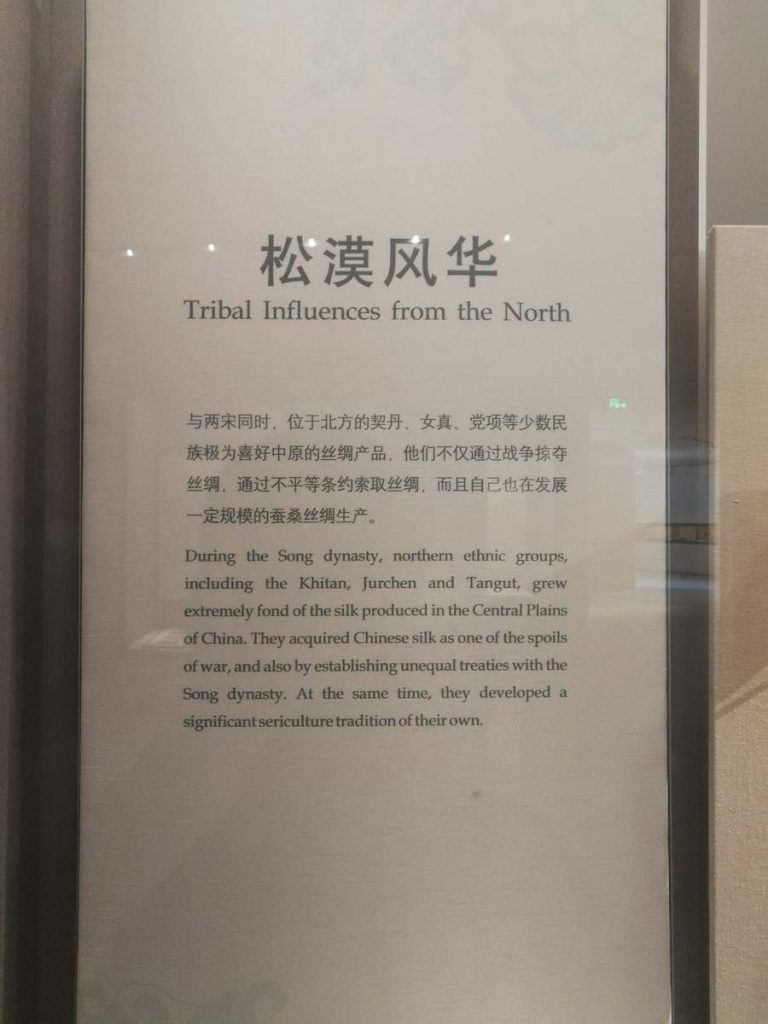 松漠风华
Tribal Influences from the North
与两宋同时，位于北方的契丹、女真、党项等少数民
族极为喜好中原的丝绸产品，他们不仅通过战争掠夺
丝绸，通过不平等条约索取丝绸，而且自己也在发展
一定规模的蚕桑丝绸生产。
During the Song dynasty, northern ethnic groups,
including the Khitan, Jurchen and Tangut, grew
extremely fond of the silk produced in the Central Plains
of China. They acquired Chinese silk as one of the spoils
of war, and also by establishing unequal treaties with the
Song dynasty. At the same time, they developed a
significant sericulture tradition of their own.